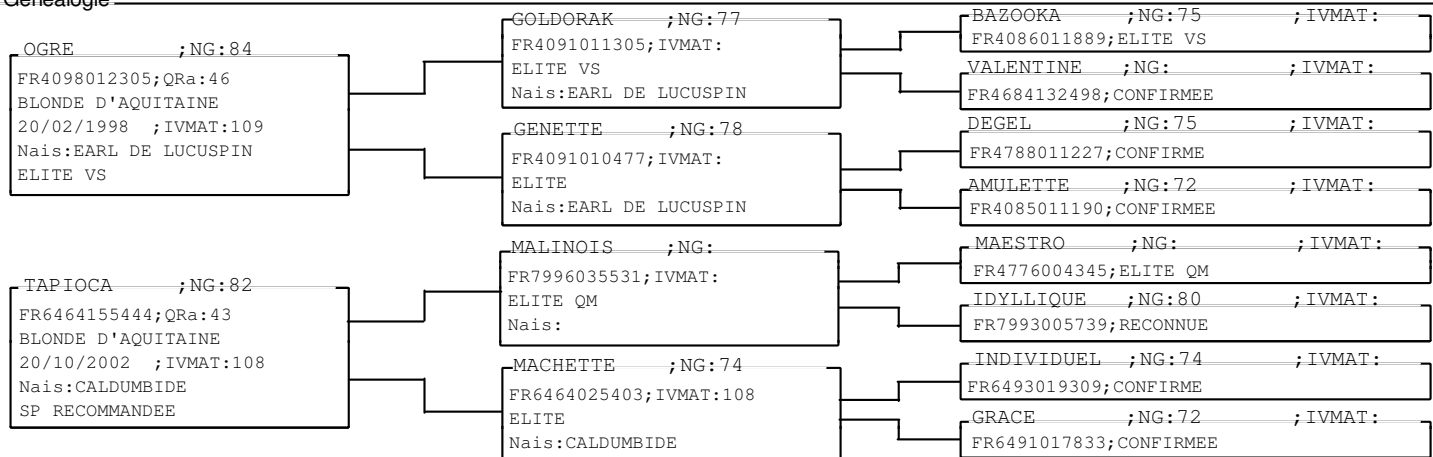 Généalogie
OGRE ;NG:84
FR4098012305;QRa:46
BLONDE D'AQUITAINE
20/02/1998 ;IVMAT:109
Nais:EARL DE LUCUSPIN
ELITE VS
TAPIOCA ;NG:82
FR6464155444;QRa:43
BLONDE D'AQUITAINE
20/10/2002 ;IVMAT:108
Nais:CALDUMBIDE
SP RECOMMANDEE
GOLDORAK ;NG:77
FR4091011305;IVMAT:
ELITE VS
Nais:EARL DE LUCUSPIN
GENETTE ;NG:78
FR4091010477;IVMAT:
ELITE
Nais:EARL DE LUCUSPIN
MALINOIS ;NG:
FR7996035531;IVMAT:
ELITE QM
Nais:
MACHETTE ;NG:74
FR6464025403;IVMAT:108
ELITE
Nais:CALDUMBIDE
BAZOOKA ;NG:75 ;IVMAT:
FR4086011889;ELITE VS
VALENTINE ;NG: ;IVMAT:
FR4684132498;CONFIRMEE
DEGEL ;NG:75 ;IVMAT:
FR4788011227;CONFIRME
AMULETTE ;NG:72 ;IVMAT:
FR4085011190;CONFIRMEE
MAESTRO ;NG: ;IVMAT:
FR4776004345;ELITE QM
IDYLLIQUE ;NG:80 ;IVMAT:
FR7993005739;RECONNUE
INDIVIDUEL ;NG:74 ;IVMAT:
FR6493019309;CONFIRME
GRACE ;NG:72 ;IVMAT:
FR6491017833;CONFIRMEE